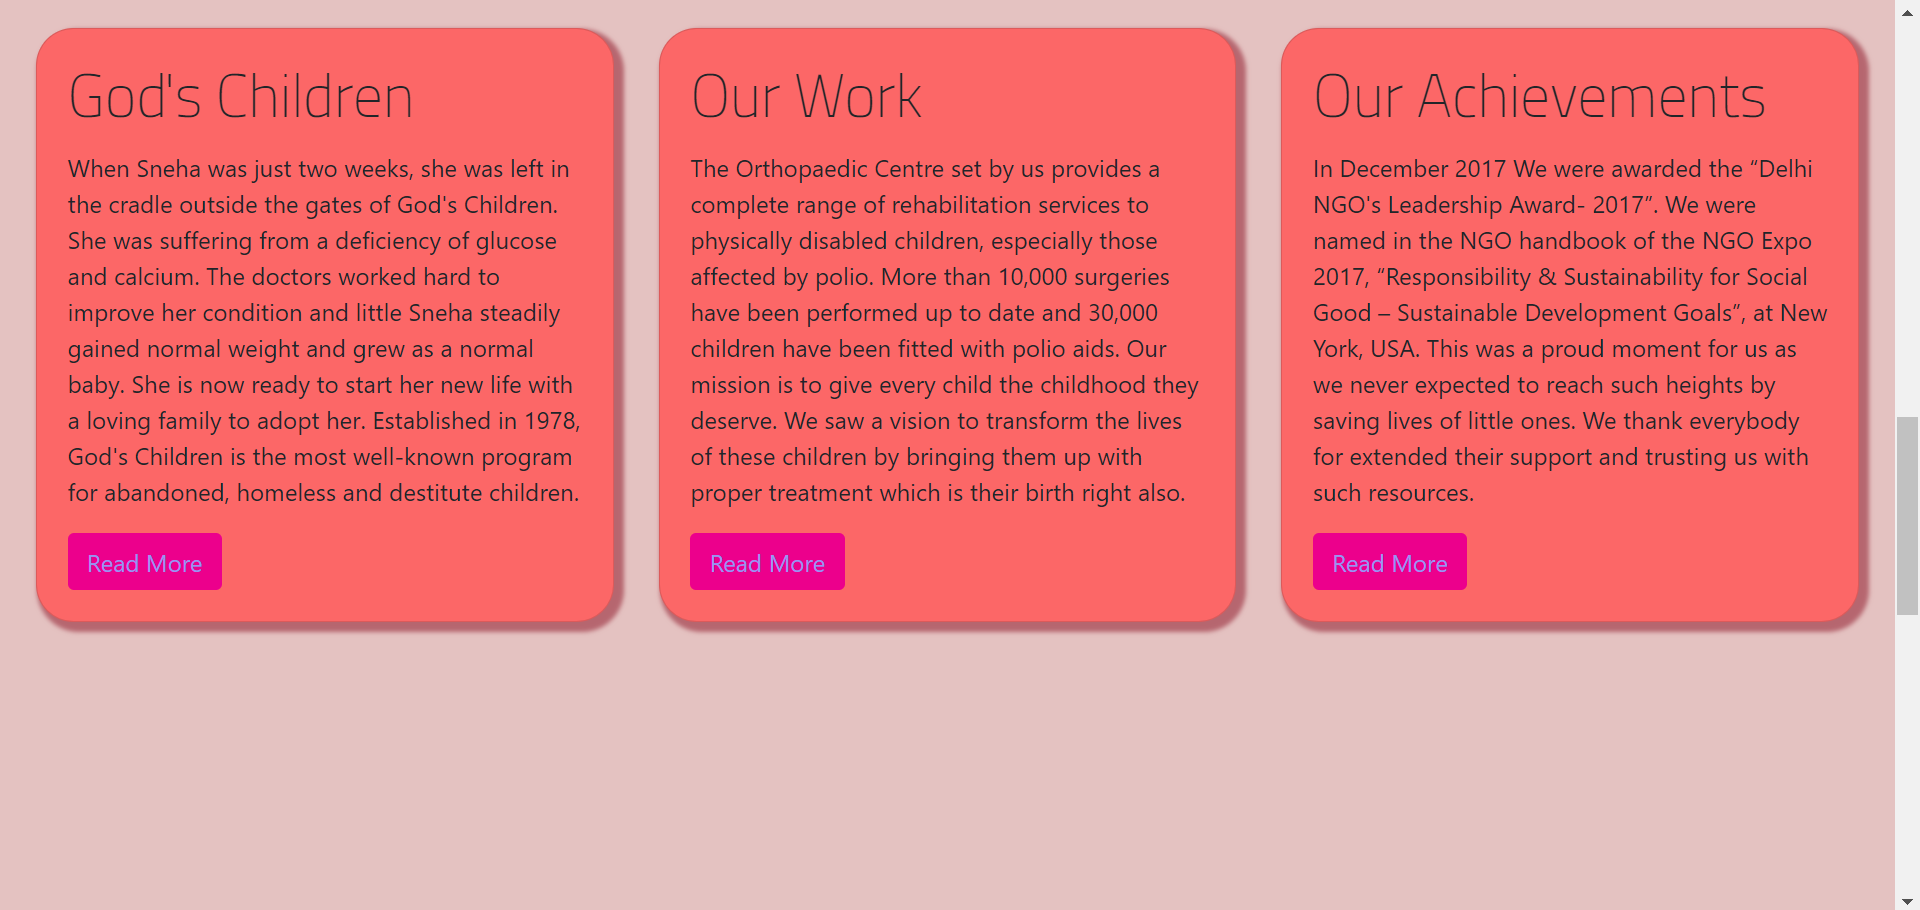 God's Children
When Sneha was just two weeks, she was left in
the cradle outside the gates of God's Children.
She was suffering from a deficiency of glucose
and calcium. The doctors worked hard to
improve her condition and little Sneha steadily
gained normal weight and grew as a normal
baby. She is now ready to start her new life with
a loving family to adopt her. Established in 1978,
God's Children is the most well-known program
for abandoned, homeless and destitute children.
Read More
Our Work
The Orthopaedic Centre set by us provides a
complete range of rehabilitation services to
physically disabled children, especially those
affected by polio. More than 10,000 surgeries
have been performed up to date and 30,000
children have been fitted with polio aids. Our
mission is to give every child the childhood they
deserve. We saw a vision to transform the lives
of these children by bringing them up with
proper treatment which is their birth right also.
Read More
Our Achievements
In December 2017 We were awarded the “Delhi
NGO's Leadership Award- 2017”. We were
named in the NGO handbook of the NGO Expo
2017, “Responsibility & Sustainability for Social
Good – Sustainable Development Goals”, at New
York, USA. This was a proud moment for us as
we never expected to reach such heights by
saving lives of little ones. We thank everybody
for extended their support and trusting us with
such resources.
Read More